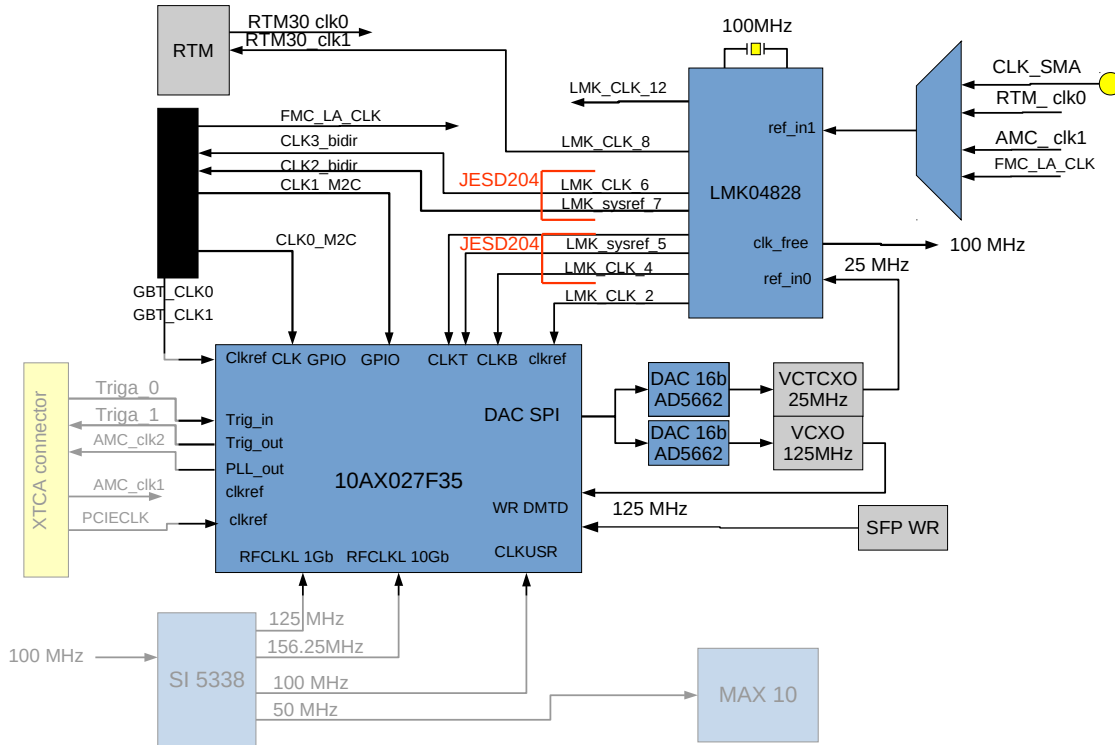 RTM
RTM30 clk0
RTM30_clk1
100MHz
CLK_SMA
RTM_ clk0
AMC_ clk1
FMC_LA_CLK
LMK_CLK_12
ref_in1
FMC_LA_CLK
CLK3_bidir
LMK_CLK_8
CLK2_bidir
JESD204
LMK_CLK_6
LMK04828
CLK1_M2C
LMK_sysref_7
CLK0_M2C
JESD204
LMK_sysref_5
clk_free
100 MHz
LMK_CLK_4
ref_in0
25 MHz
GBT_CLK0
LMK_CLK_2
GBT_CLK1
Clkref
CLK
GPIO
GPIO
CLKT
CLKB
clkref
XTCA connector
Triga_0
Triga_1
AMC_clk2
AMC_clk1
PCIECLK
Trig_in
Trig_out
PLL_out
clkref
clkref
DAC SPI
10AX027F35
WR DMTD
CLKUSR
RFCLKL 1Gb
RFCLKL 10Gb
DAC 16b
AD5662
VCTCXO
25MHz
DAC 16b
AD5662
VCXO
125MHz
125 MHz
SFP WR
100 MHz
SI 5338
125 MHz
156.25MHz
100 MHz
50 MHz
MAX 10